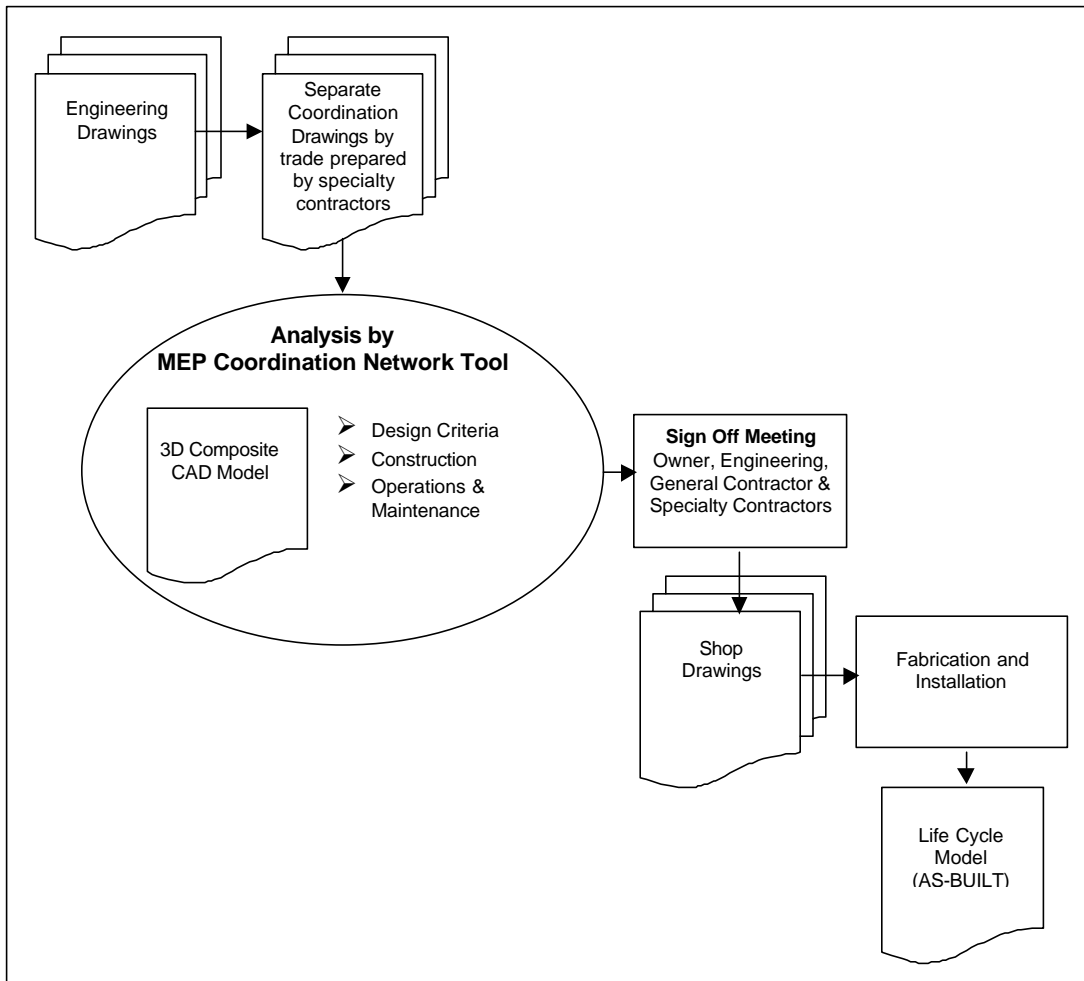 Engineering
Drawings
Separate
Coordination
Drawings by
trade prepared
by specialty
contractors
Analysis by
MEP Coordination Network Tool
3D Composite
CAD Model
Design Criteria
Construction
Operations &
Maintenance
Sign Off Meeting
Owner, Engineering,
General Contractor &
Specialty Contractors
Shop
Drawings
Fabrication and
Installation
Life Cycle
Model
(AS-BUILT)